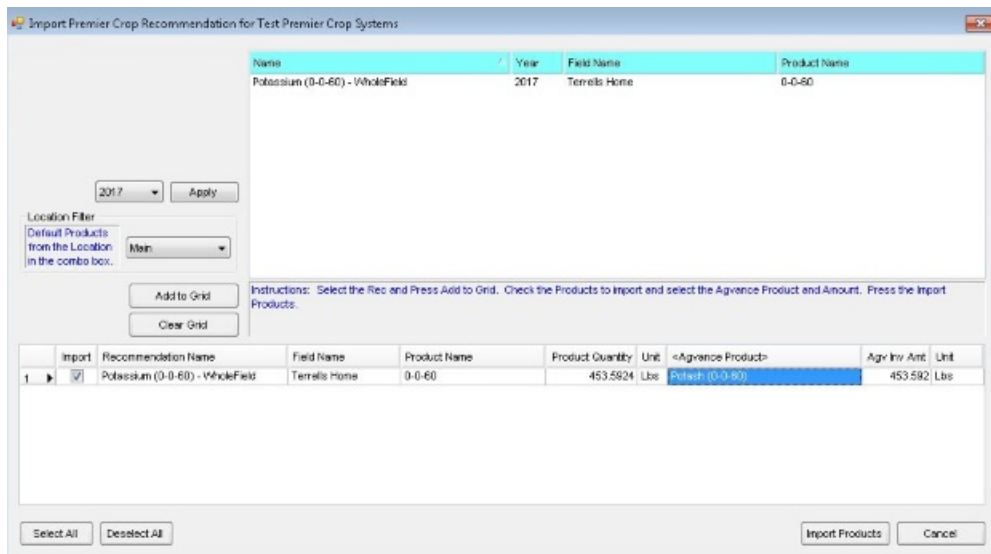 Import Premier Crop Recommendation for Test Premier Crop Systems
Name Year Field Name Product Name
Potassium (0-0-60) - WholeField 2017 Terrells Home 0-0-60
2017 Apply
Location Filter
Default Products
from the Location
in the combo box.
Main
Add to Grid
Clear Grid
Instructions: Select the Rec and Press Add to Grid. Check the Products to import and select the Agvance Product and Amount. Press the Import
Products.
Import Recommendation Name Field Name Product Name Product Quantity Unit <Agvance Product> Agv Inv Amt Unit
1 Potassium (0-0-60) - WholeField Terrells Home 0-0-60 453.5924 Lbs Potash (0-0-60) 453.592 Lbs
Select All Deselect All Import Products Cancel